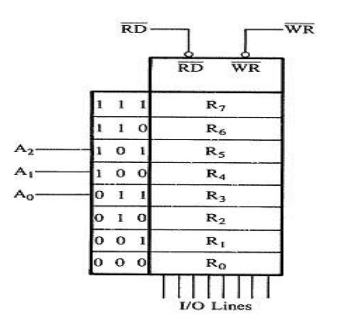 RD WR
RD WR
1 1 1 R7
1 1 0 R6
A2 1 0 1 R5
A1 1 0 0 R4
A0 0 1 1 R3
0 1 0 R2
0 0 1 R1
0 0 0 R0
I/O Lines